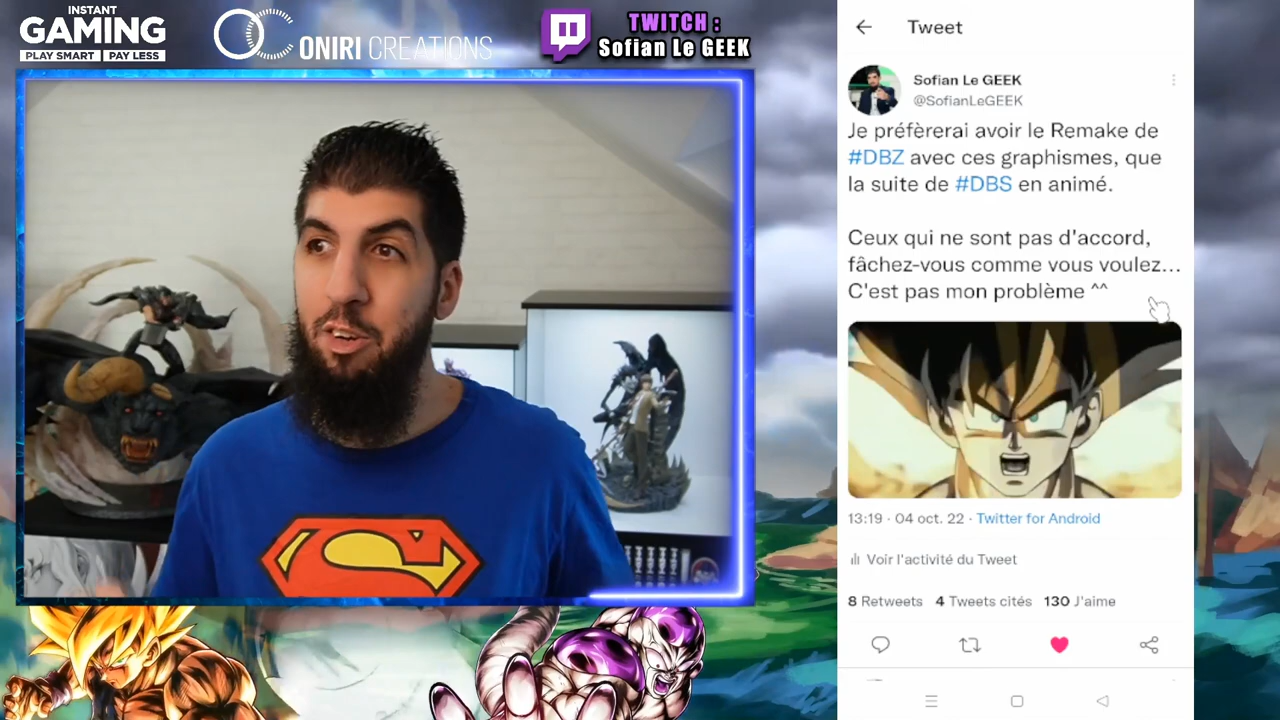 INSTANT
GAMING
PLAY SMART PAY LESS
OC ONIRI CREATIONS
TWITCH :
Sofian Le GEEK
Tweet
Sofian Le GEEK
@SofianLeGEEK
Je préfèrerai avoir le Remake de
#DBZ avec ces graphismes, que
la suite de #DBS en animé.
Ceux qui ne sont pas d'accord,
fâchez-vous comme vous voulez...
C'est pas mon problème ^^
13:19 · 04 oct. 22 · Twitter for Android
Voir l'activité du Tweet
8 Retweets 4 Tweets cités 130 J'aime